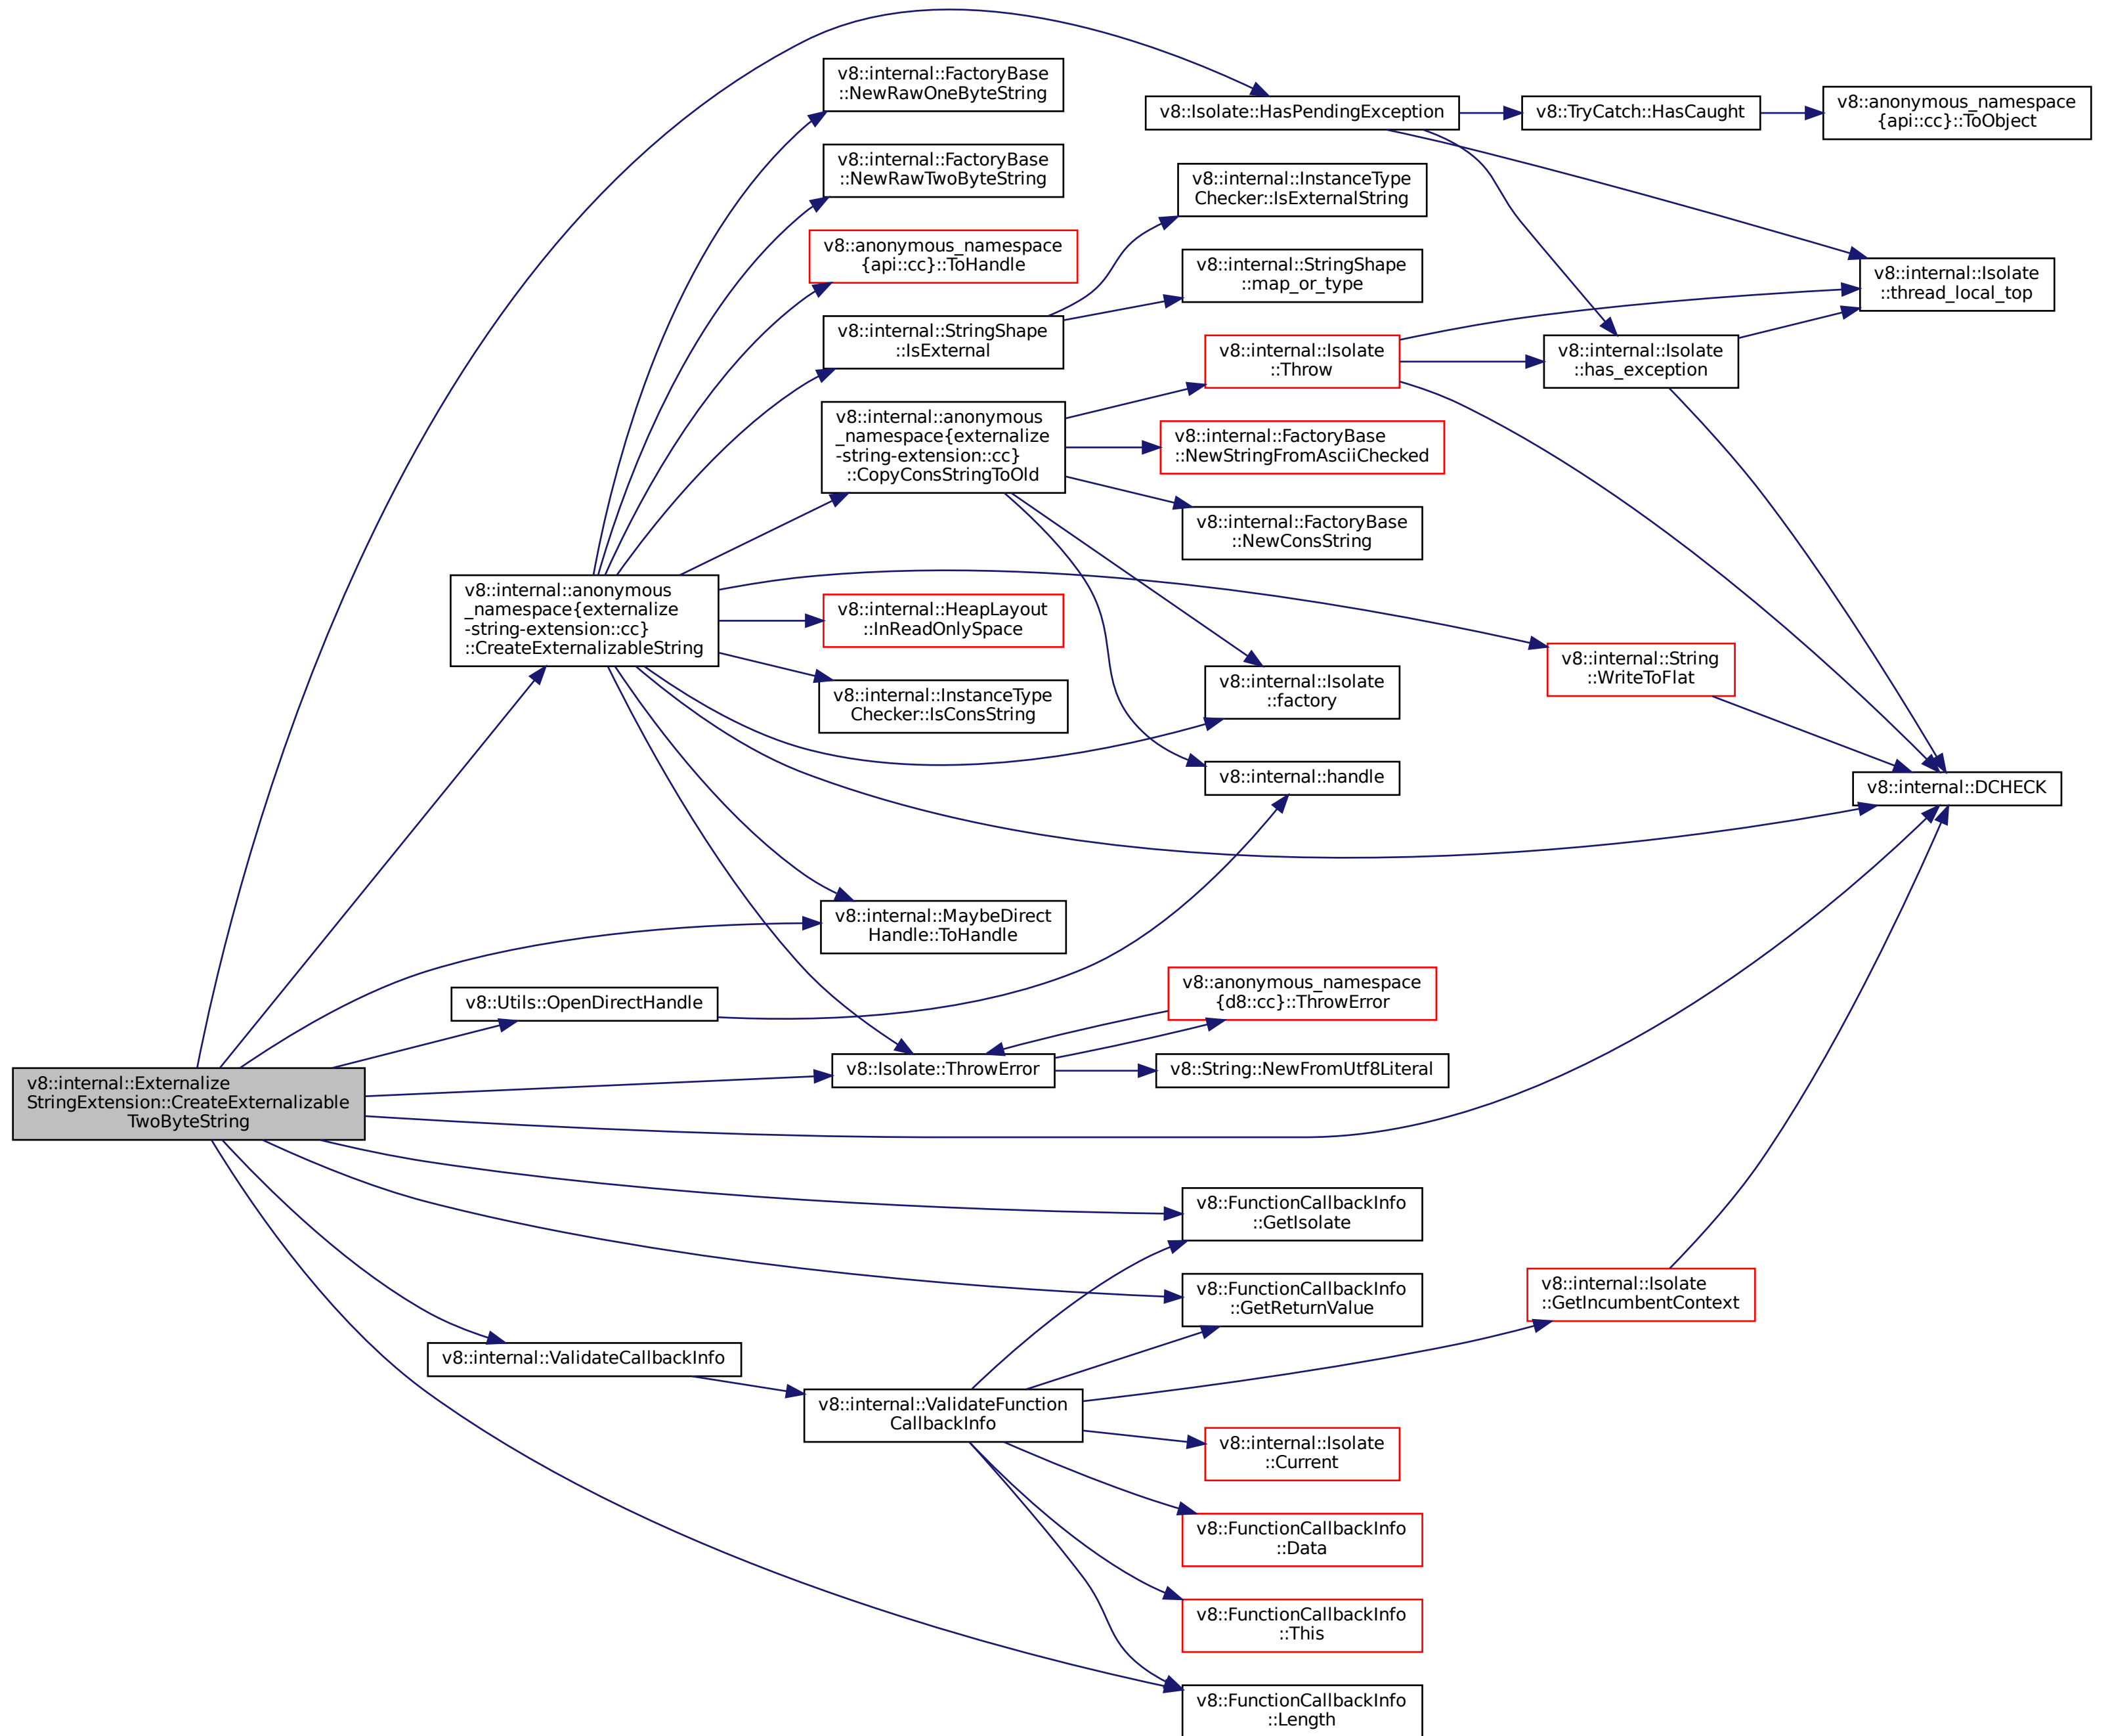 v8::internal::FactoryBase
::NewRawOneByteString
v8::Isolate::HasPendingException
v8::TryCatch::HasCaught
v8::anonymous_namespace
{api::cc}::ToObject
v8::internal::FactoryBase
::NewRawTwoByteString
v8::internal::InstanceType
Checker::IsExternalString
v8::anonymous_namespace
{api::cc}::ToHandle
v8::internal::StringShape
::map_or_type
v8::internal::Isolate
::thread_local_top
v8::internal::StringShape
::IsExternal
v8::internal::Isolate
::Throw
v8::internal::Isolate
::has_exception
v8::internal::anonymous
_namespace{externalize
-string-extension::cc}
::CopyConsStringToOld
v8::internal::FactoryBase
::NewStringFromAsciiChecked
v8::internal::FactoryBase
::NewConsString
v8::internal::anonymous
_namespace{externalize
-string-extension::cc}
::CreateExternalizableString
v8::internal::HeapLayout
::InReadOnlySpace
v8::internal::String
::WriteToFlat
v8::internal::InstanceType
Checker::IsConsString
v8::internal::Isolate
::factory
v8::internal::handle
v8::internal::DCHECK
v8::internal::MaybeDirect
Handle::ToHandle
v8::Utils::OpenDirectHandle
v8::anonymous_namespace
{d8::cc}::ThrowError
v8::Isolate::ThrowError
v8::String::NewFromUtf8Literal
v8::internal::Externalize
StringExtension::CreateExternalizable
TwoByteString
v8::FunctionCallbackInfo
::GetIsolate
v8::FunctionCallbackInfo
::GetReturnValue
v8::internal::Isolate
::GetIncumbentContext
v8::internal::ValidateCallbackInfo
v8::internal::ValidateFunction
CallbackInfo
v8::internal::Isolate
::Current
v8::FunctionCallbackInfo
::Data
v8::FunctionCallbackInfo
::This
v8::FunctionCallbackInfo
::Length